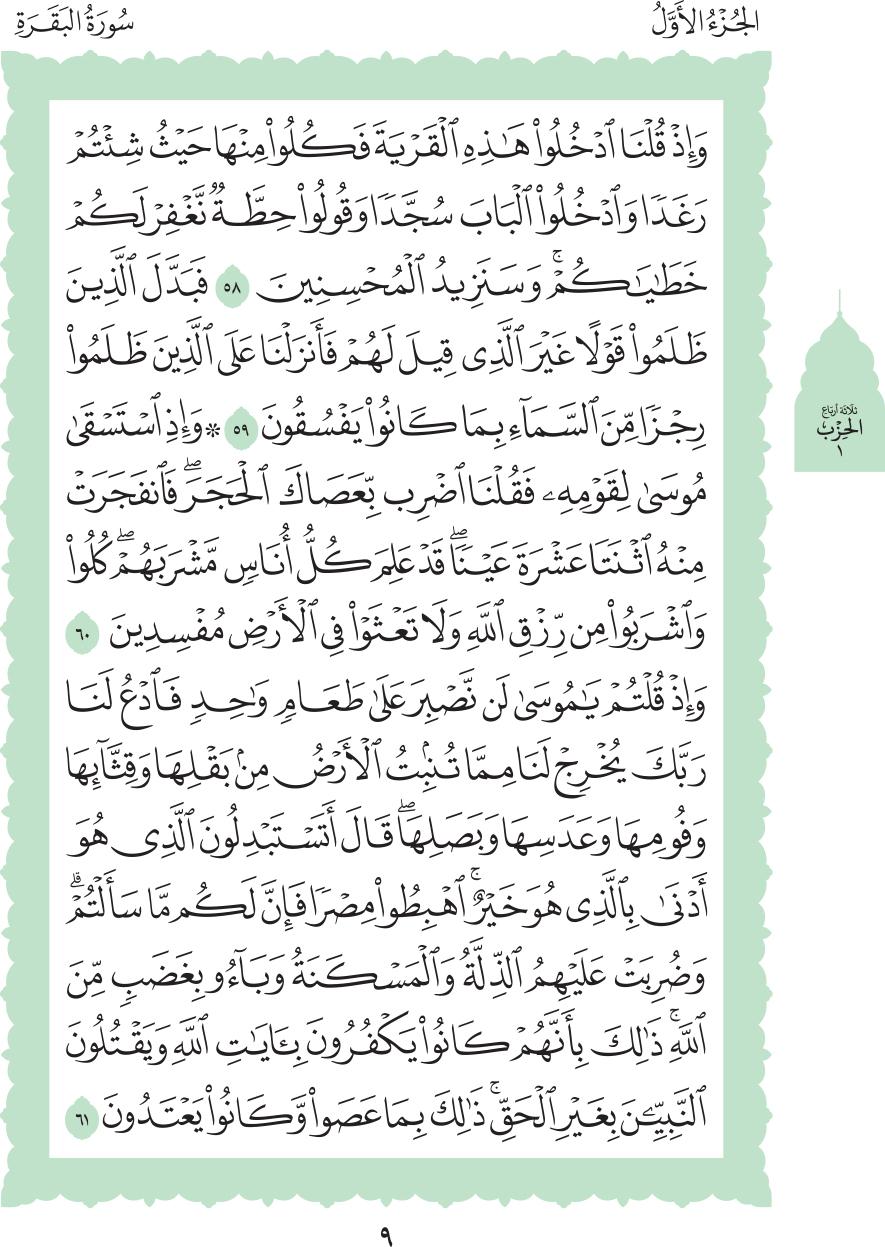 الجُزْءُ الأَوَّلُ
سُورَةُ البَقَرَةِ
وَإِذْ قُلْنَا ٱدْخُلُوا۟ هَـٰذِهِ ٱلْقَرْيَةَ فَكُلُوا۟ مِنْهَا حَيْثُ شِئْتُمْ
رَغَدًا وَٱدْخُلُوا۟ ٱلْبَابَ سُجَّدًا وَقُولُوا۟ حِطَّةٌ نَّغْفِرْ لَكُمْ
خَطَـٰيَـٰكُمْ ۚ وَسَنَزِيدُ ٱلْمُحْسِنِينَ ٥٨ فَبَدَّلَ ٱلَّذِينَ
ظَلَمُوا۟ قَوْلًا غَيْرَ ٱلَّذِى قِيلَ لَهُمْ فَأَنزَلْنَا عَلَى ٱلَّذِينَ ظَلَمُوا۟
رِجْزًا مِّنَ ٱلسَّمَآءِ بِمَا كَانُوا۟ يَفْسُقُونَ ٥٩ * وَإِذِ ٱسْتَسْقَىٰ
مُوسَىٰ لِقَوْمِهِۦ فَقُلْنَا ٱضْرِب بِّعَصَاكَ ٱلْحَجَرَ ۖ فَٱنفَجَرَتْ
مِنْهُ ٱثْنَتَا عَشْرَةَ عَيْنًا ۖ قَدْ عَلِمَ كُلُّ أُنَاسٍ مَّشْرَبَهُمْ ۖ كُلُوا۟
وَٱشْرَبُوا۟ مِن رِّزْقِ ٱللَّهِ وَلَا تَعْثَوْا۟ فِى ٱلْأَرْضِ مُفْسِدِينَ ٦٠
وَإِذْ قُلْتُمْ يَـٰمُوسَىٰ لَن نَّصْبِرَ عَلَىٰ طَعَامٍ وَٰحِدٍ فَٱدْعُ لَنَا
رَبَّكَ يُخْرِجْ لَنَا مِمَّا تُنۢبِتُ ٱلْأَرْضُ مِنۢ بَقْلِهَا وَقِثَّآئِهَا
وَفُومِهَا وَعَدَسِهَا وَبَصَلِهَا ۖ قَالَ أَتَسْتَبْدِلُونَ ٱلَّذِى هُوَ
أَدْنَىٰ بِٱلَّذِى هُوَ خَيْرٌ ۚ ٱهْبِطُوا۟ مِصْرًا فَإِنَّ لَكُم مَّا سَأَلْتُمْ ۗ
وَضُرِبَتْ عَلَيْهِمُ ٱلذِّلَّةُ وَٱلْمَسْكَنَةُ وَبَآءُو بِغَضَبٍ مِّنَ
ٱللَّهِ ۚ ذَٰلِكَ بِأَنَّهُمْ كَانُوا۟ يَكْفُرُونَ بِـَٔايَـٰتِ ٱللَّهِ وَيَقْتُلُونَ
ٱلنَّبِيِّـۧنَ بِغَيْرِ ٱلْحَقِّ ۚ ذَٰلِكَ بِمَا عَصَوا۟ وَّكَانُوا۟ يَعْتَدُونَ ٦١
ثلاثة أرباع
الحِزْب
١
٩